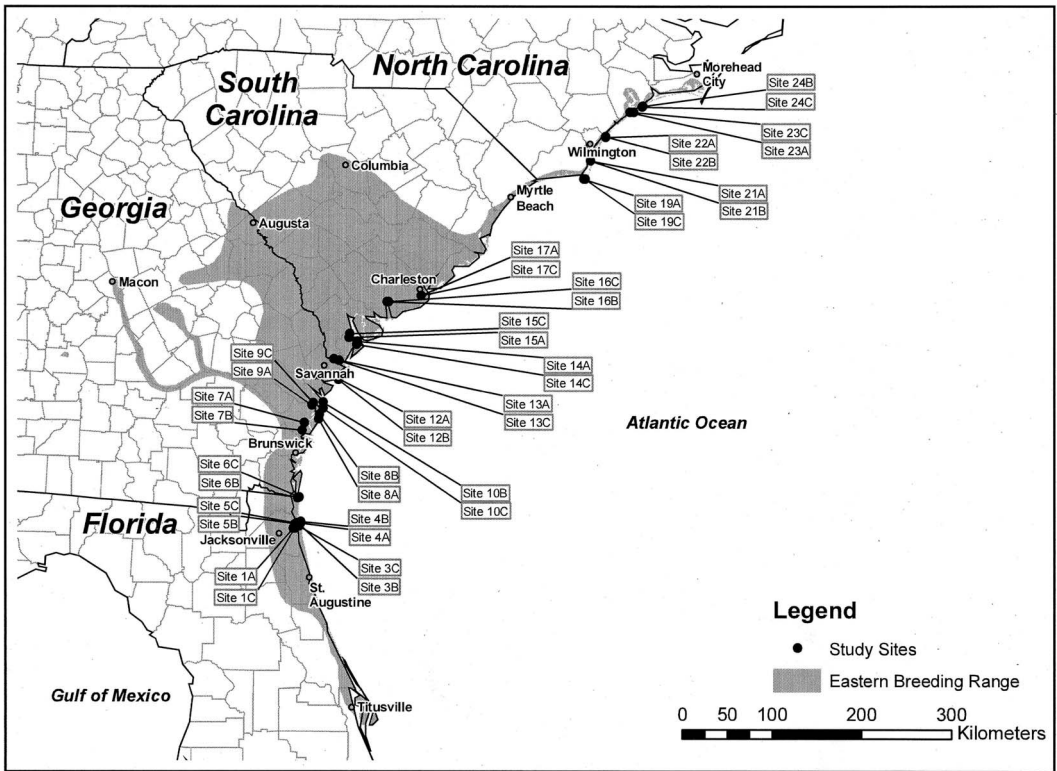 North Carolina
South
Carolina
Georgia
Florida
Morehead
City
Wilmington
Columbia
Myrtle
Beach
Augusta
Macon
Charleston
Savannah
Brunswick
Jacksonville
St.
Augustine
Titusville
Atlantic Ocean
Gulf of Mexico
Site 24B
Site 24C
Site 23C
Site 23A
Site 22A
Site 22B
Site 21A
Site 21B
Site 19A
Site 19C
Site 17A
Site 17C
Site 16C
Site 16B
Site 15C
Site 15A
Site 14A
Site 14C
Site 13A
Site 13C
Site 12A
Site 12B
Site 10B
Site 10C
Site 9C
Site 9A
Site 8B
Site 8A
Site 7A
Site 7B
Site 6C
Site 6B
Site 5C
Site 5B
Site 4B
Site 4A
Site 3C
Site 3B
Site 1A
Site 1C
Legend
Study Sites
Eastern Breeding Range
0 50 100 200 300
Kilometers